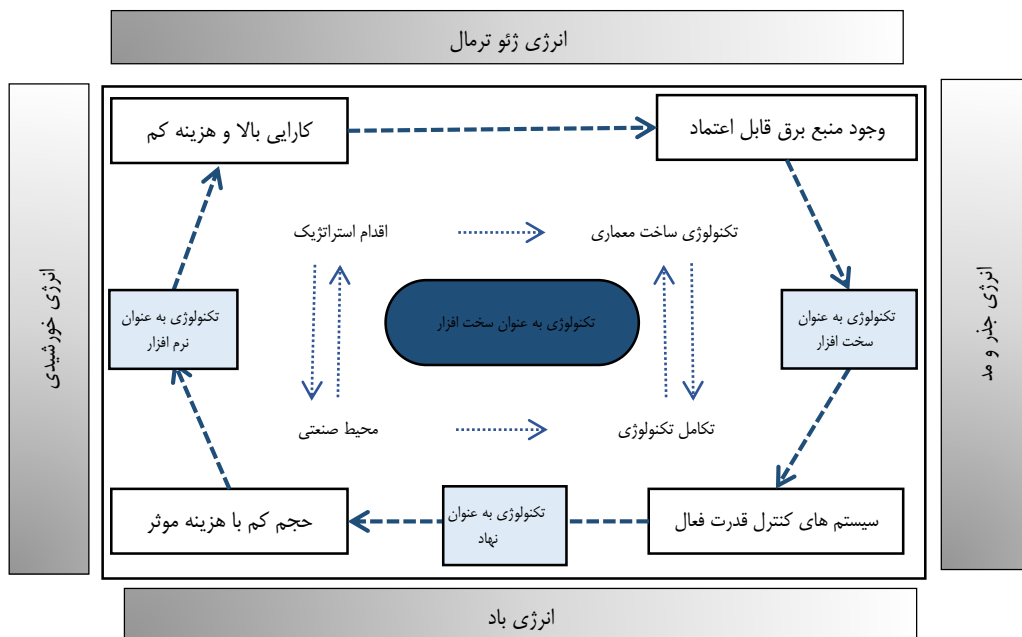 انرژی ژئو ترمال
وجود منبع برق قابل اعتماد
کارایی بالا و هزینه کم
تکنولوژی ساخت معماری
اقدام استراتژیک
انرژی جذر و مد
تکنولوژی به عنوان
سخت افزار
تکنولوژی به عنوان سخت افزار
تکنولوژی به عنوان
نرم افزار
انرژی خورشیدی
تکامل تکنولوژی
محیط صنعتی
سیستم های کنترل قدرت فعال
تکنولوژی به عنوان
نهاد
حجم کم با هزینه موثر
انرژی باد